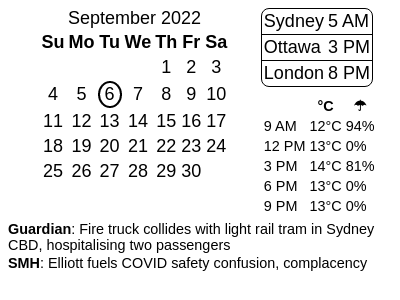 September 2022
Su Mo Tu We Th Fr Sa
1 2 3
4 5 6 7 8 9 10
11 12 13 14 15 16 17
18 19 20 21 22 23 24
25 26 27 28 29 30
Sydney 5 AM
Ottawa 3 PM
London 8 PM
°C ☂
9 AM 12°C 94%
12 PM 13°C 0%
3 PM 14°C 81%
6 PM 13°C 0%
9 PM 13°C 0%
Guardian: Fire truck collides with light rail tram in Sydney
CBD, hospitalising two passengers
SMH: Elliott fuels COVID safety confusion, complacency